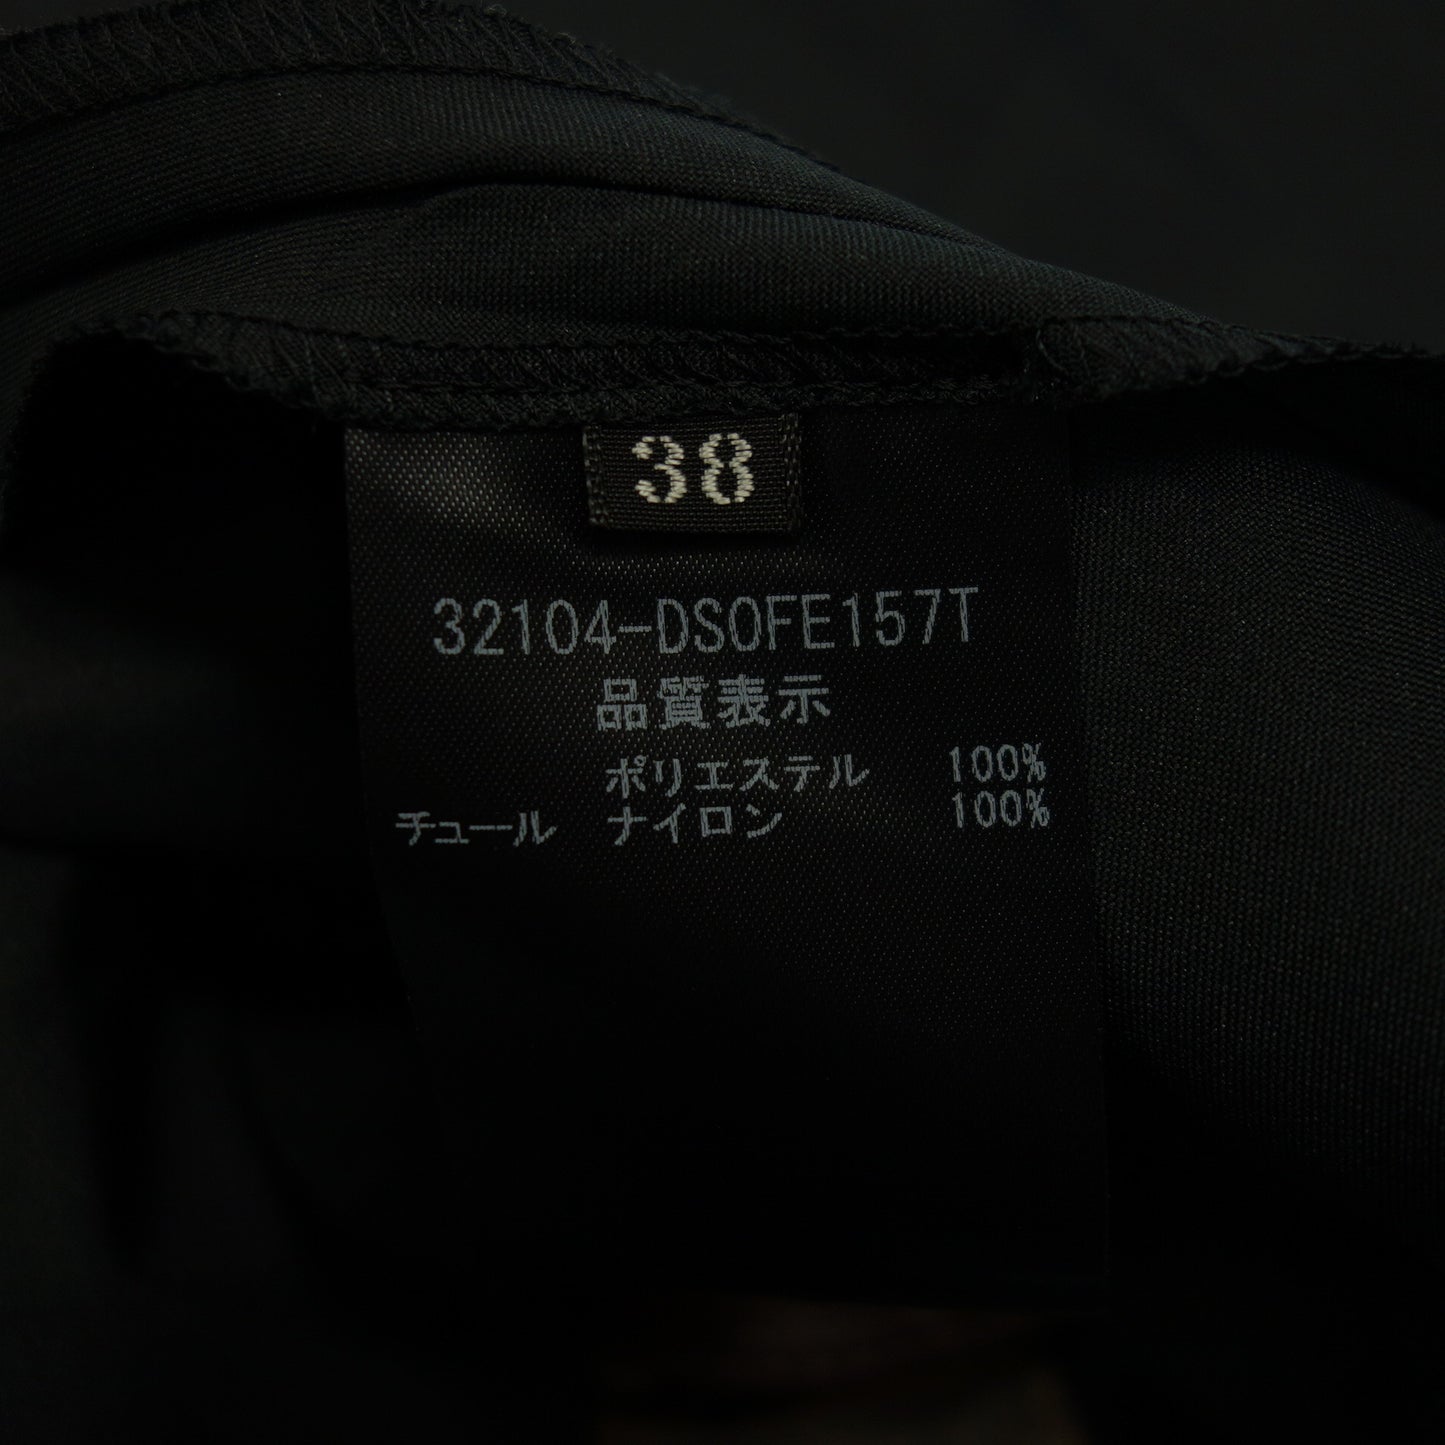 38
32104-DS0FE157T
品質表示
ポリエステル 100%
チュール ナイロン 100%